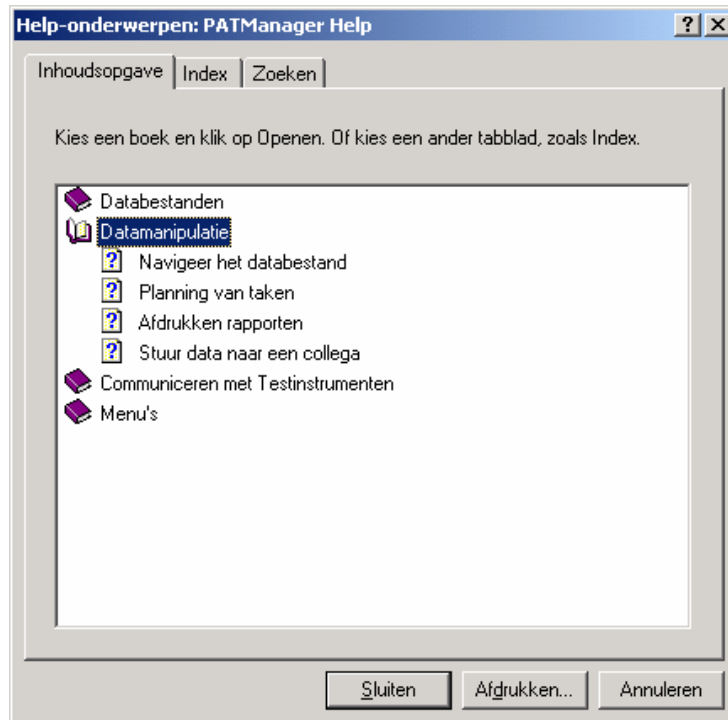 Help-onderwerpen: PATManager Help
Inhoudsopgave Index Zoeken
Kies een boek en klik op Openen. Of kies een ander tabblad, zoals Index.
Databestanden
Datamanipulatie
Navigeer het databestand
Planning van taken
Afdrukken rapporten
Stuur data naar een collega
Communiceren met Testinstrumenten
Menu's
Sluiten Afdrukken... Annuleren